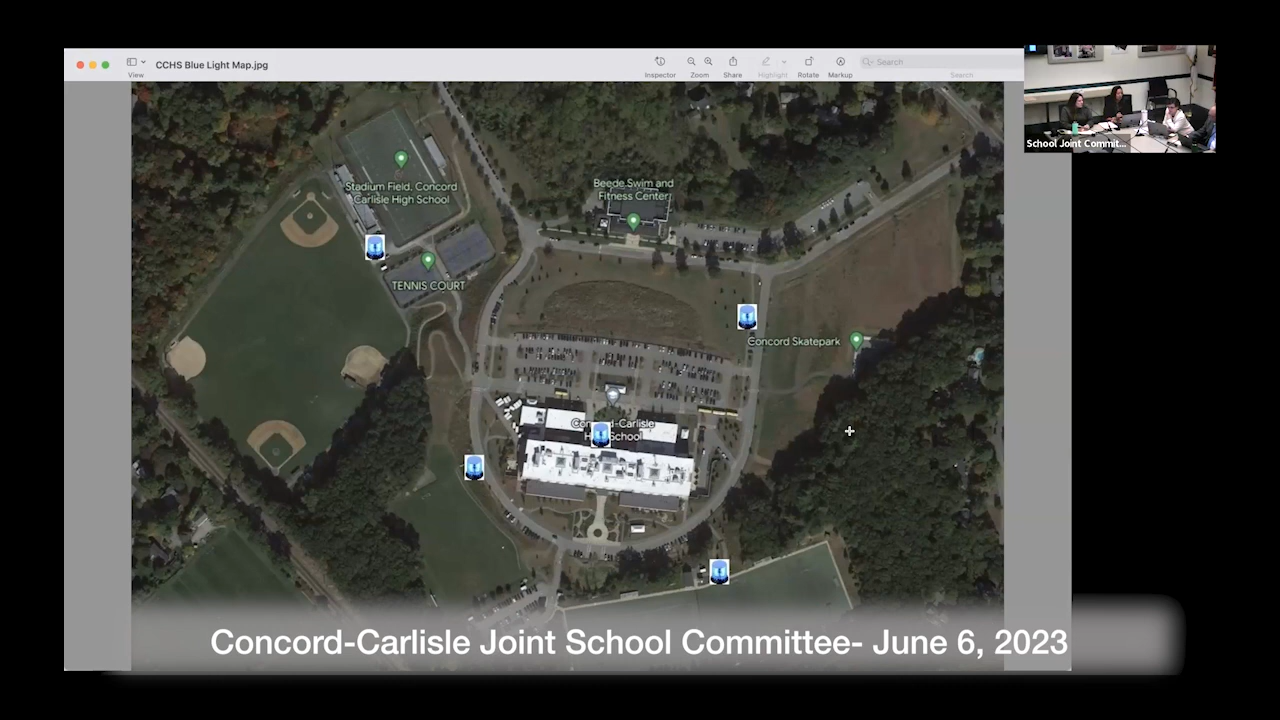 CCHS Blue Light Map.jpg
View
Inspector
Zoom
Share
Highlight
Rotate
Markup
Search
Search
School Joint Commit...
Stadium Field, Concord
Carlisle High School
Beede Swim and
Fitness Center
TENNIS COURT
Concord Skatepark
Concord-Carlisle
School
Concord-Carlisle Joint School Committee- June 6, 2023